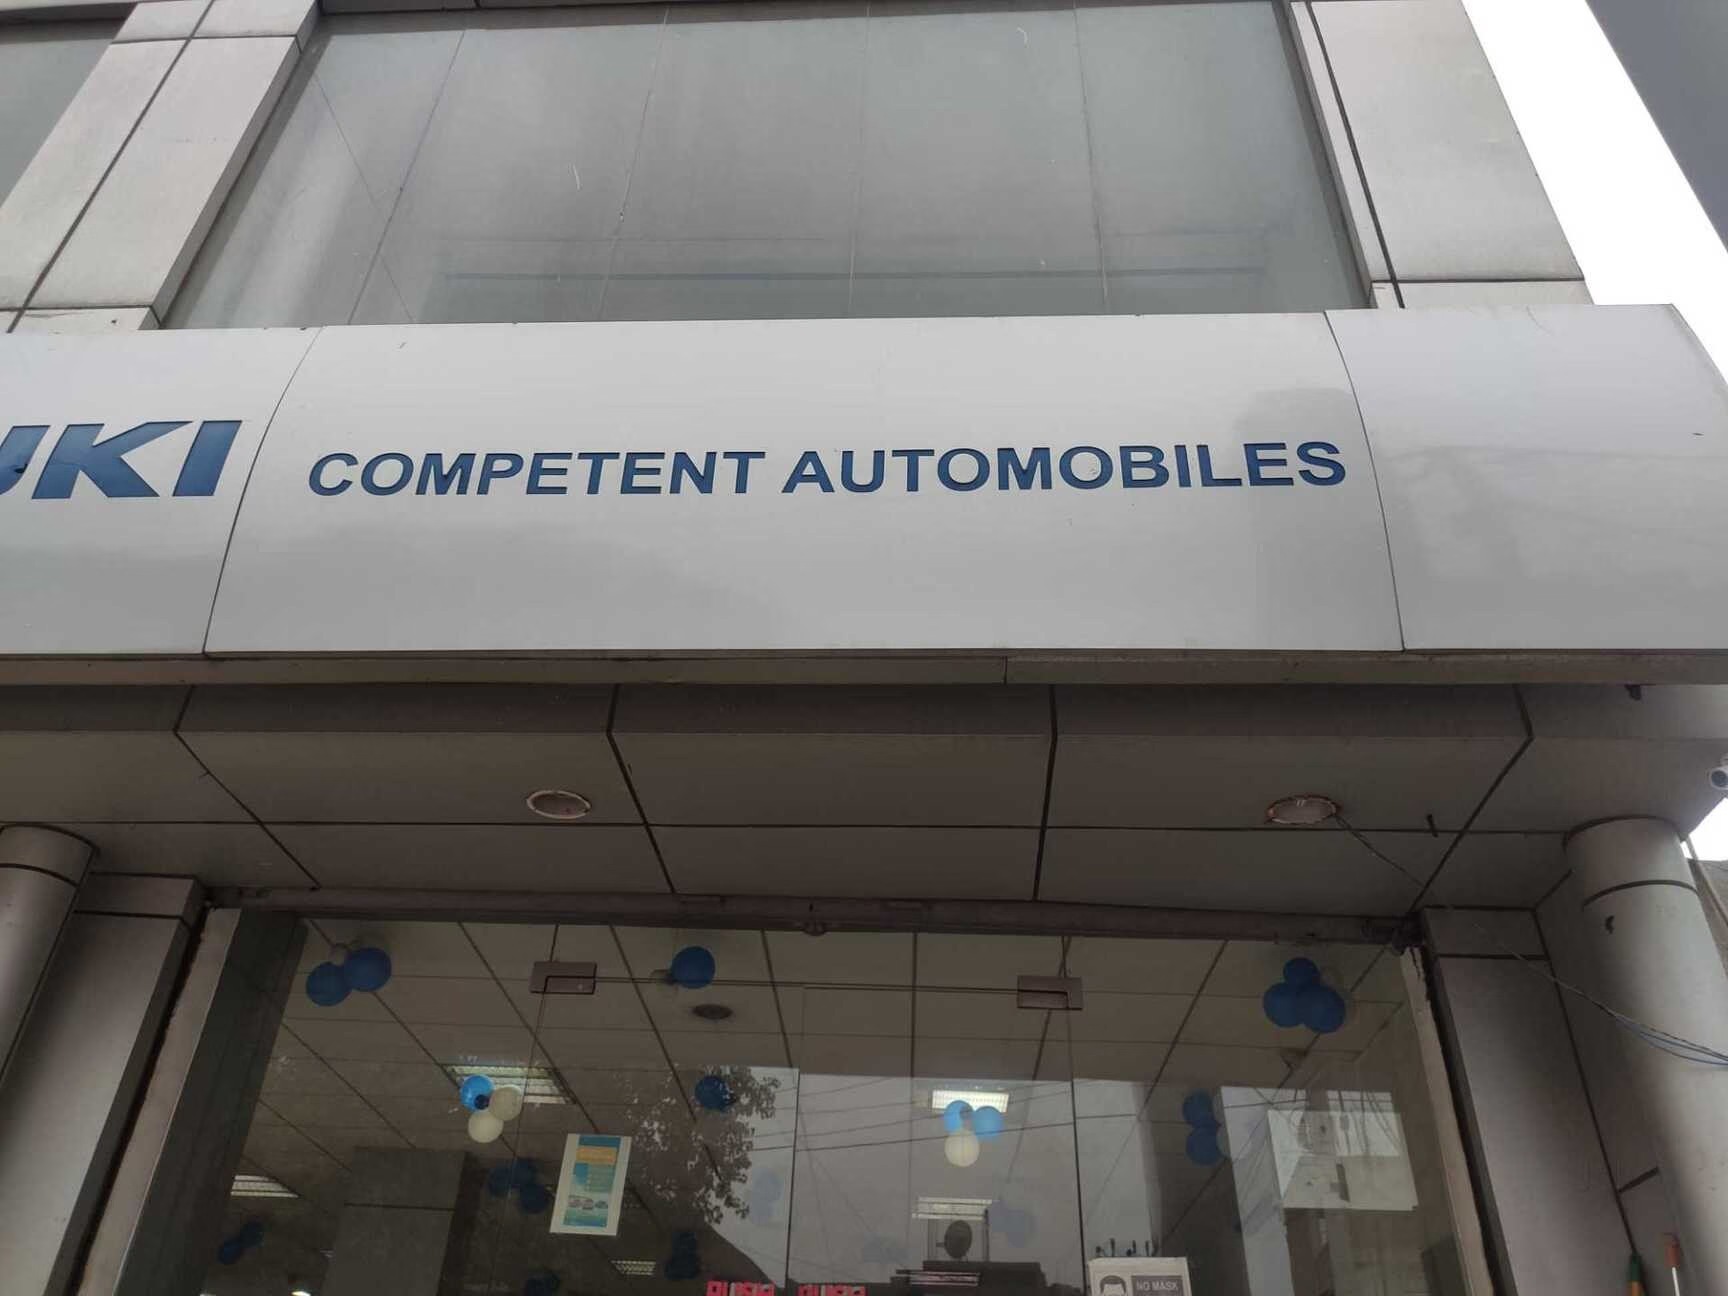 UKI COMPETENT AUTOMOBILES
NO MASK